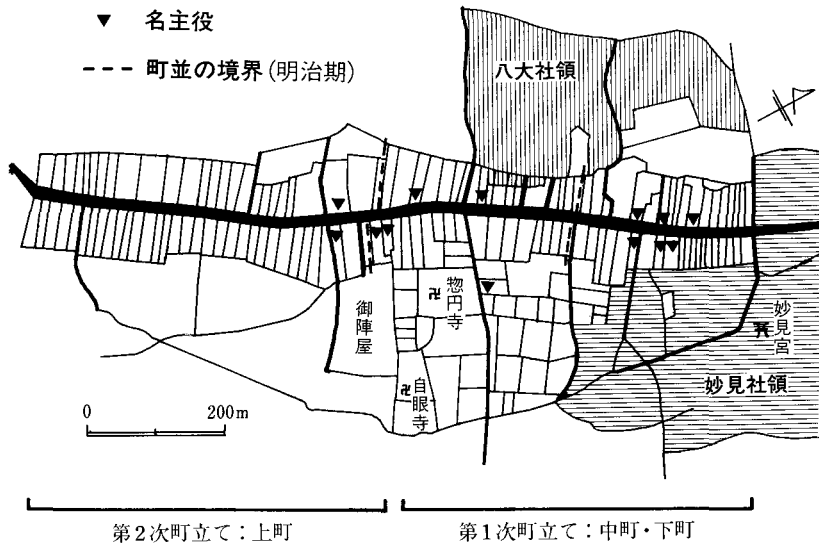 ▼ 名主役
--- 町並の境界(明治期)
八大社領
御陣屋
卍 惣円寺
卍 自眼寺
妙見宮
妙見社領
0 200m
第2次町立て:上町
第1次町立て:中町・下町